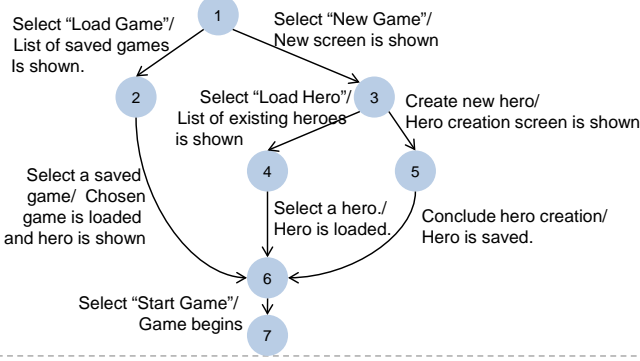 1
Select “Load Game”/
List of saved games
Is shown.
Select “New Game”/
New screen is shown
2
Select “Load Hero”/
List of existing heroes
is shown
3
Create new hero/
Hero creation screen is shown
4
5
Select a saved
game/ Chosen
game is loaded
and hero is shown
Select a hero./
Hero is loaded.
Conclude hero creation/
Hero is saved.
6
Select “Start Game”/
Game begins
7